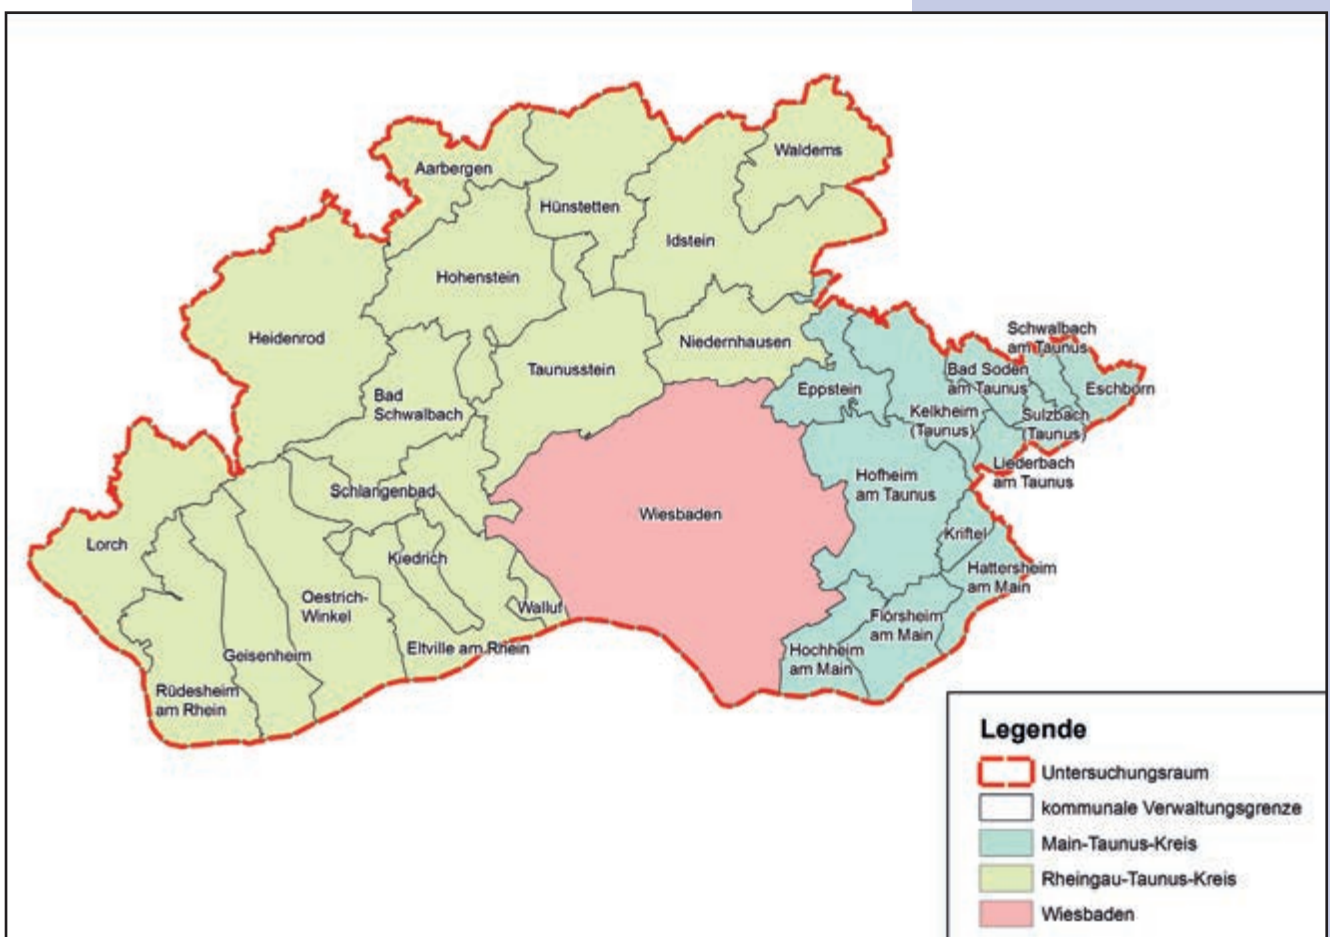 Aarbergen
Waldems
Hünstetten
Idstein
Hohenstein
Heidenrod
Niedernhausen
Taunusstein
Bad
Schwalbach
Schwalbach
am Taunus
Bad Soden
am Taunus
Eschborn
Eppstein
Kelkheim
(Taunus)
Sulzbach
(Taunus)
Liederbach
am Taunus
Hofheim
am Taunus
Schlangenbad
Wiesbaden
Kriftel
Lorch
Kiedrich
Hattersheim
am Main
Oestrich-
Winkel
Walluf
Flörsheim
am Main
Geisenheim
Eltville am Rhein
Hochheim
am Main
Rüdesheim
am Rhein
Legende
Untersuchungsraum
kommunale Verwaltungsgrenze
Main-Taunus-Kreis
Rheingau-Taunus-Kreis
Wiesbaden